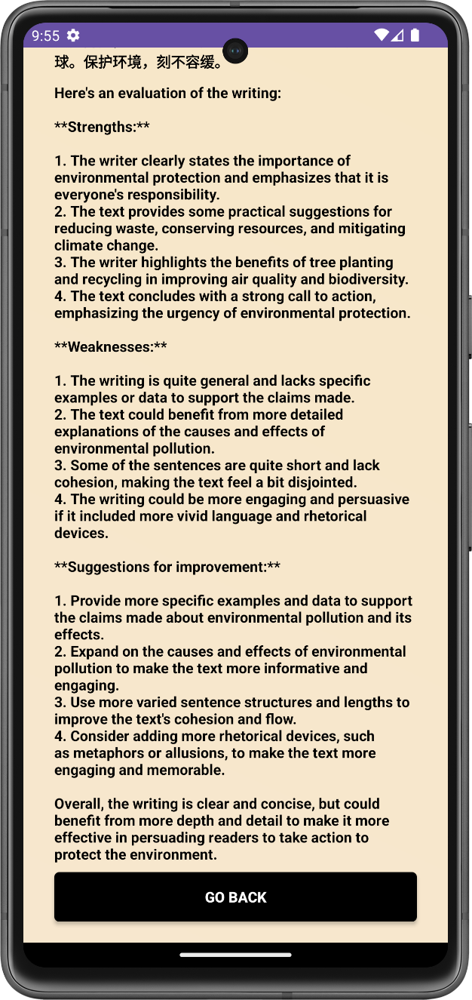 9:55
球。保护环境，刻不容缓。
Here's an evaluation of the writing:
**Strengths:**
1. The writer clearly states the importance of
environmental protection and emphasizes that it is
everyone's responsibility.
2. The text provides some practical suggestions for
reducing waste, conserving resources, and mitigating
climate change.
3. The writer highlights the benefits of tree planting
and recycling in improving air quality and biodiversity.
4. The text concludes with a strong call to action,
emphasizing the urgency of environmental protection.
**Weaknesses:**
1. The writing is quite general and lacks specific
examples or data to support the claims made.
2. The text could benefit from more detailed
explanations of the causes and effects of
environmental pollution.
3. Some of the sentences are quite short and lack
cohesion, making the text feel a bit disjointed.
4. The writing could be more engaging and persuasive
if it included more vivid language and rhetorical
devices.
**Suggestions for improvement:**
1. Provide more specific examples and data to support
the claims made about environmental pollution and its
effects.
2. Expand on the causes and effects of environmental
pollution to make the text more informative and
engaging.
3. Use more varied sentence structures and lengths to
improve the text's cohesion and flow.
4. Consider adding more rhetorical devices, such
as metaphors or allusions, to make the text more
engaging and memorable.
Overall, the writing is clear and concise, but could
benefit from more depth and detail to make it more
effective in persuading readers to take action to
protect the environment.
GO BACK